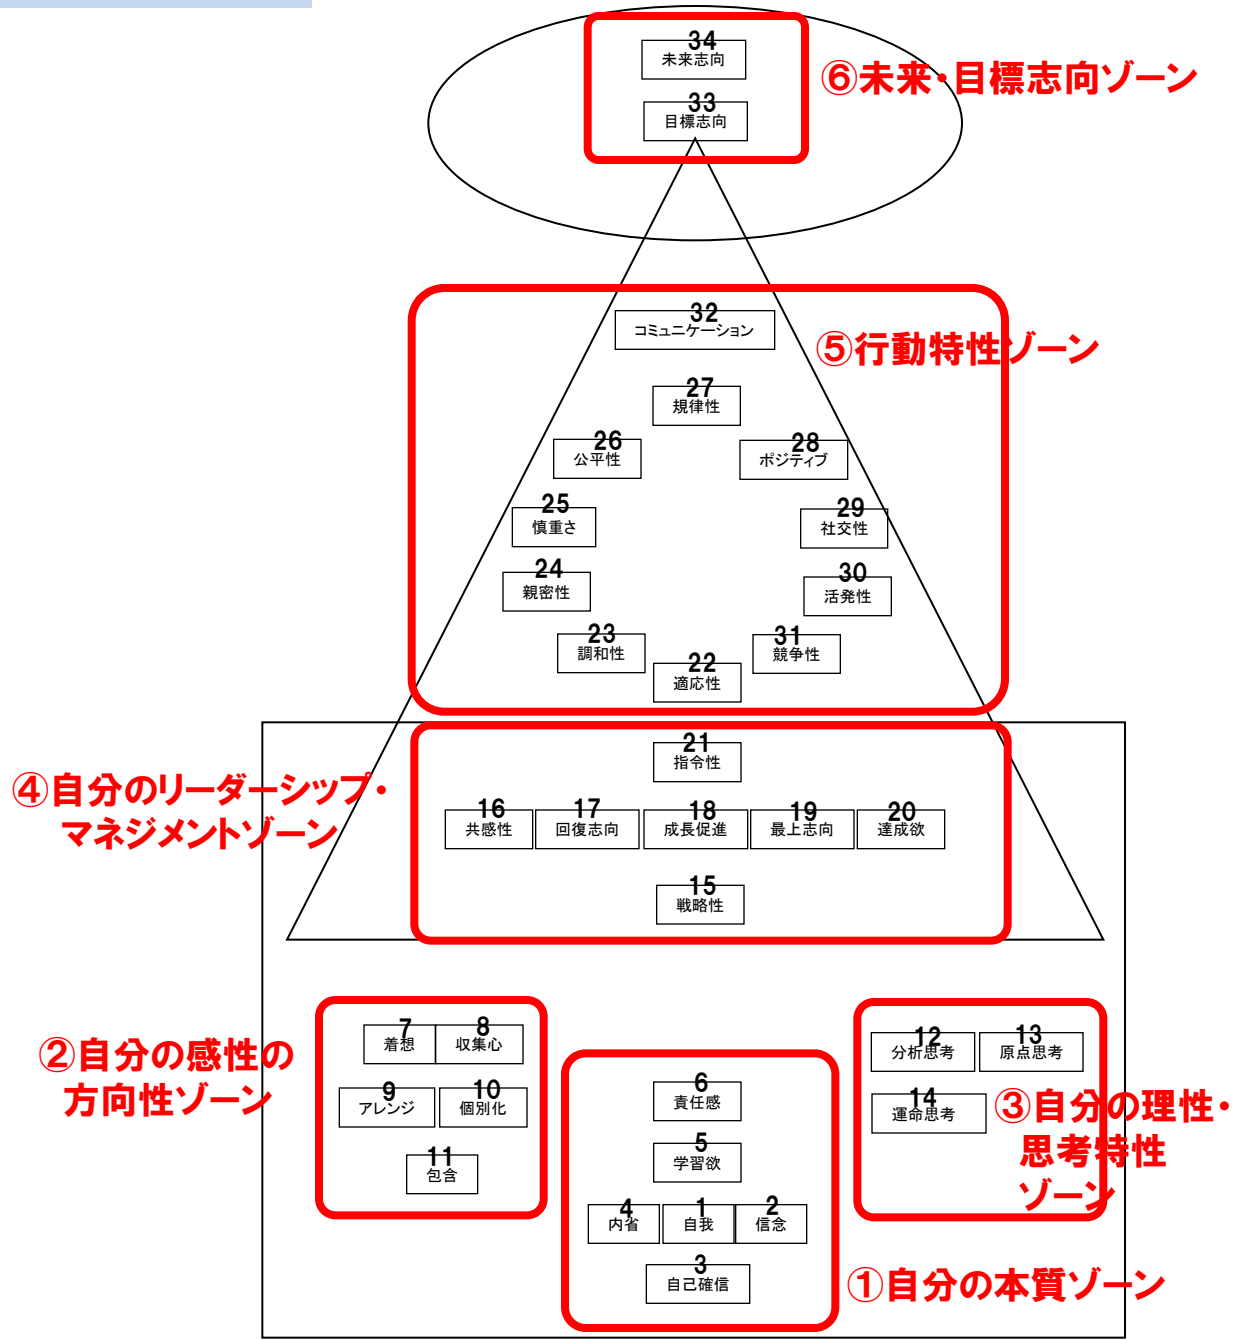 34
未来志向
⑥未来・目標志向ゾーン
33
目標志向
32
コミュニケーション
⑤行動特性ゾーン
27
規律性
26
公平性
28
ポジティブ
25
慎重さ
29
社交性
24
親密性
30
活発性
23
調和性
31
競争性
22
適応性
21
指令性
④自分のリーダーシップ・
マネジメントゾーン
16
共感性
17
回復志向
18
成長促進
19
最上志向
20
達成欲
15
戦略性
②自分の感性の
方向性ゾーン
7
着想
8
収集心
9
アレンジ
10
個別化
11
包含
12
分析思考
13
原点思考
14
運命思考
③自分の理性・
思考特性
ゾーン
6
責任感
5
学習欲
4
内省
1
自我
2
信念
3
自己確信
①自分の本質ゾーン